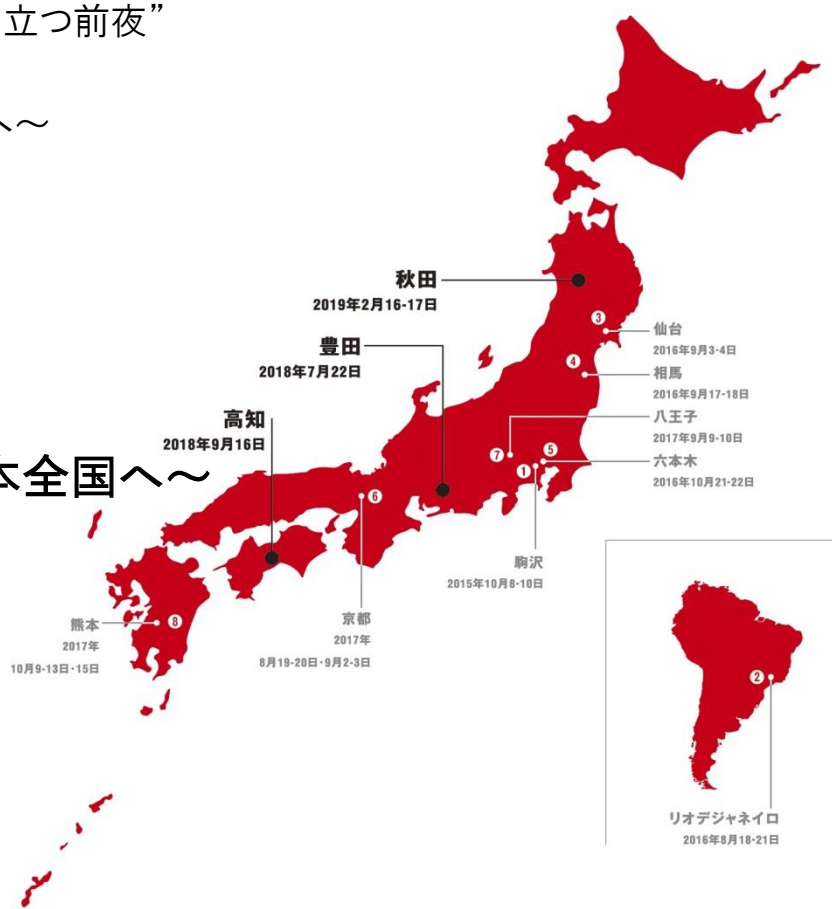 立つ前夜”
へ～
秋田
2019年2月16-17日
豊田
2018年7月22日
高知
2018年9月16日
本全国へ～
3
仙台
2016年9月3-4日
4
相馬
2016年9月17-18日
八王子
2017年9月9-10日
7
5
六本木
2016年10月21-22日
1
駒沢
2015年10月8-10日
6
京都
2017年
8月19-20日・9月2-3日
8
熊本
2017年
10月9-13日・15日
2
リオデジャネイロ
2016年8月18-21日